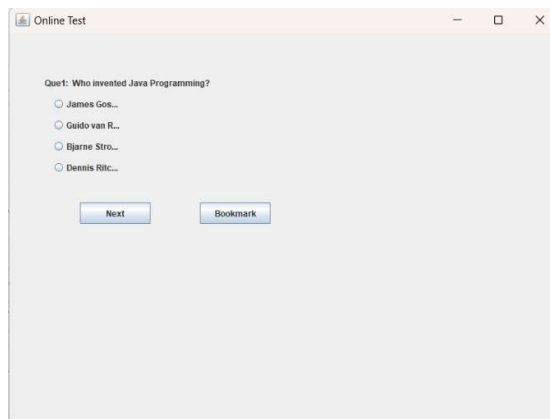 Online Test
Que1: Who invented Java Programming?
James Gos...
Guido van R...
Bjarne Stro...
Dennis Ritc...
Next Bookmark